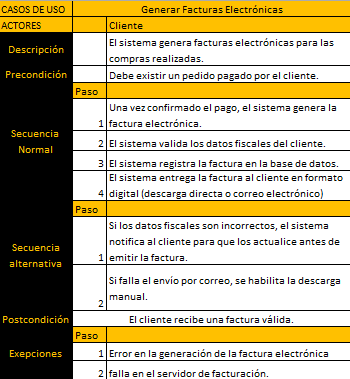 CASOS DE USO Generar Facturas Electrónicas
ACTORES Cliente
Descripción El sistema genera facturas electrónicas para las
compras realizadas.
Precondición Debe existir un pedido pagado por el cliente.
Paso
Secuencia
Normal
1 Una vez confirmado el pago, el sistema genera la
factura electrónica.
2 El sistema valida los datos fiscales del cliente.
3 El sistema registra la factura en la base de datos.
4 El sistema entrega la factura al cliente en formato
digital (descarga directa o correo electrónico)
Paso
Secuencia
alternativa
1 Si los datos fiscales son incorrectos, el sistema
notifica al cliente para que los actualice antes de
emitir la factura.
2 Si falla el envío por correo, se habilita la descarga
manual.
Postcondición El cliente recibe una factura válida.
Paso
Exepciones
1 Error en la generación de la factura electrónica
2 falla en el servidor de facturación.